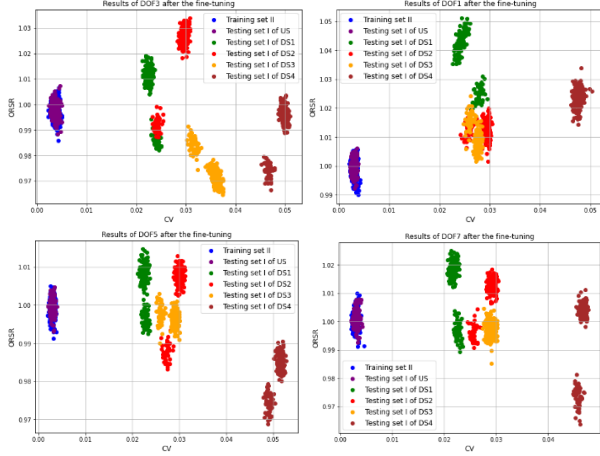 Results of DOF3 after the fine-tuning
1.03
1.02
1.01
1.00
0.99
0.98
0.97
ORSR
0.00
0.01
0.02
0.03
0.04
0.05
CV
Training set II
Testing set I of US
Testing set I of DS1
Testing set I of DS2
Testing set I of DS3
Testing set I of DS4
Results of DOF1 after the fine-tuning
1.05
1.04
1.03
1.02
1.01
1.00
0.99
ORSR
0.00
0.01
0.02
0.03
0.04
0.05
CV
Training set II
Testing set I of US
Testing set I of DS1
Testing set I of DS2
Testing set I of DS3
Testing set I of DS4
Results of DOF5 after the fine-tuning
1.01
1.00
0.99
0.98
0.97
ORSR
0.00
0.01
0.02
0.03
0.04
0.05
CV
Training set II
Testing set I of US
Testing set I of DS1
Testing set I of DS2
Testing set I of DS3
Testing set I of DS4
Results of DOF7 after the fine-tuning
1.02
1.01
1.00
0.99
0.98
0.97
ORSR
0.00
0.01
0.02
0.03
0.04
CV
Training set II
Testing set I of US
Testing set I of DS1
Testing set I of DS2
Testing set I of DS3
Testing set I of DS4